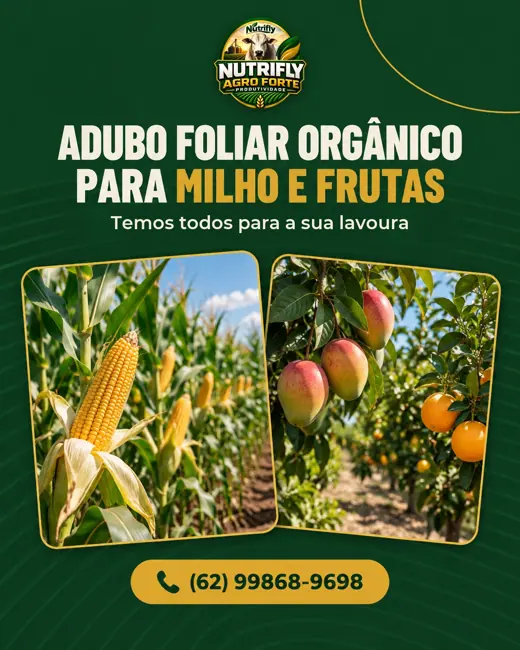 Nutrifly
NUTRIFLY
AGRO FORTE
PRODUTIVIDADE
ADUBO FOLIAR ORGÂNICO
PARA MILHO E FRUTAS
Temos todos para a sua lavoura
(62) 99868-9698